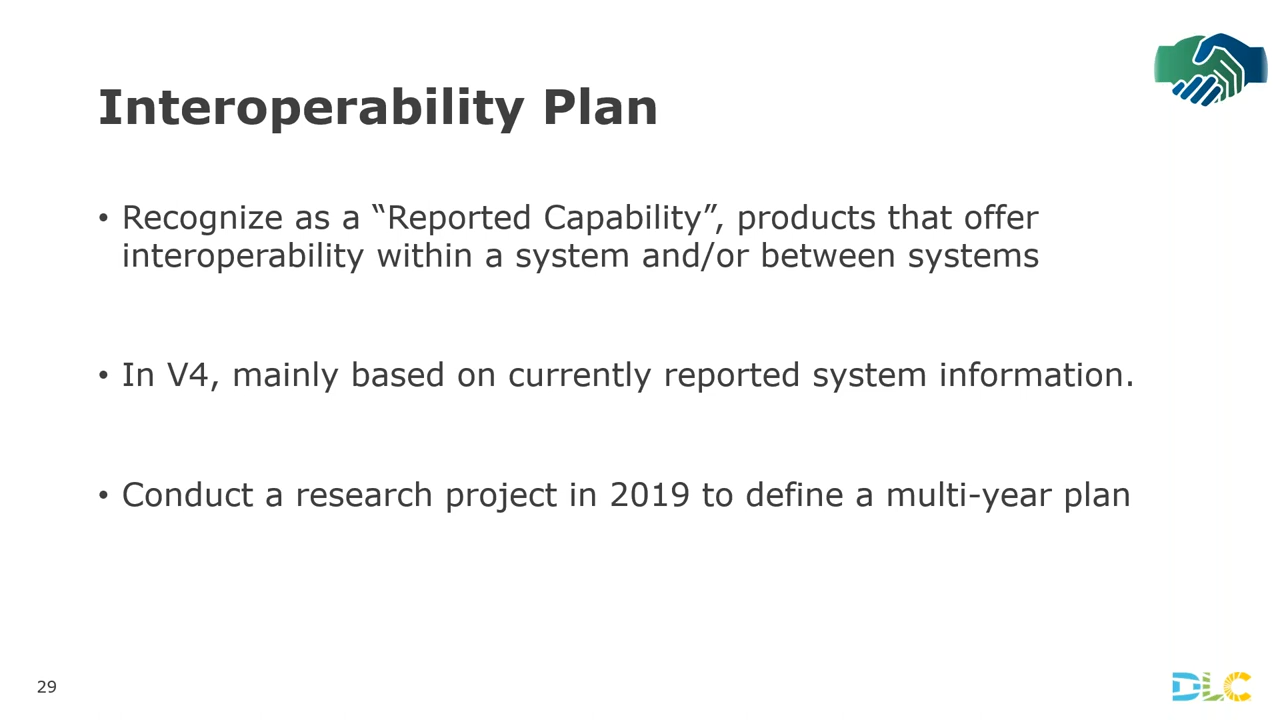 Interoperability Plan
• Recognize as a “Reported Capability”, products that offer
interoperability within a system and/or between systems
• In V4, mainly based on currently reported system information.
• Conduct a research project in 2019 to define a multi-year plan
29
DLC